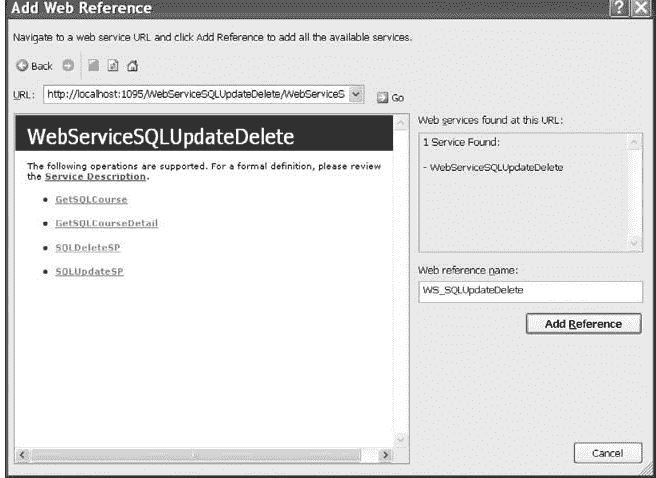 Add Web Reference
Navigate to a web service URL and click Add Reference to add all the available services.
Back
URL: http://localhost:1095/WebServiceSQLUpdateDelete/WebServiceS Go
WebServiceSQLUpdateDelete
The following operations are supported. For a formal definition, please review
the Service Description.
• GetSQLCourse
• GetSQLCourseDetail
• SQLDeleteSP
• SQLUpdateSP
Web services found at this URL:
1 Service Found:
- WebServiceSQLUpdateDelete
Web reference name:
WS_SQLUpdateDelete
Add Reference
Cancel